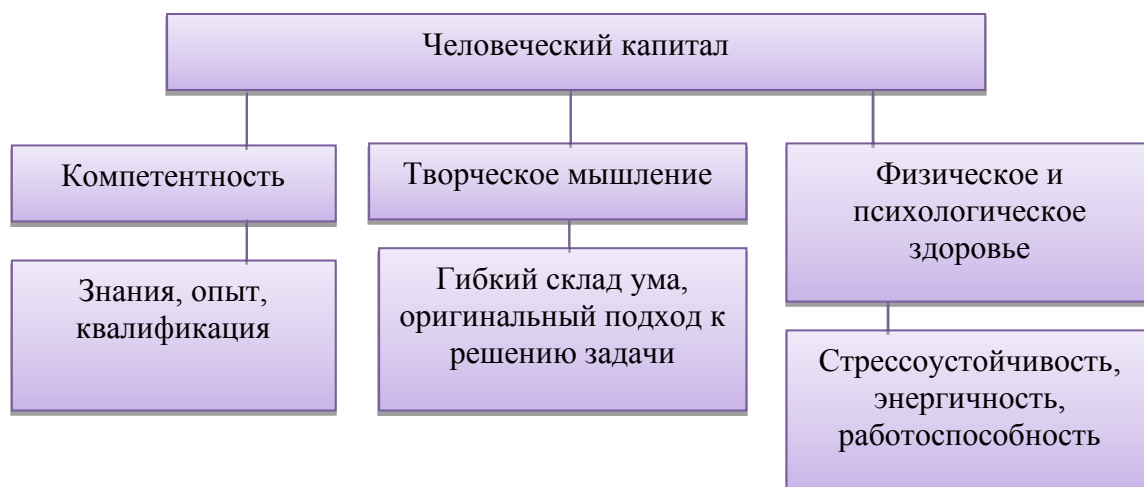 Человеческий капитал
Компетентность
Знания, опыт,
квалификация
Творческое мышление
Гибкий склад ума,
оригинальный подход к
решению задачи
Физическое и
психологическое
здоровье
Стрессоустойчивость,
энергичность,
работоспособность